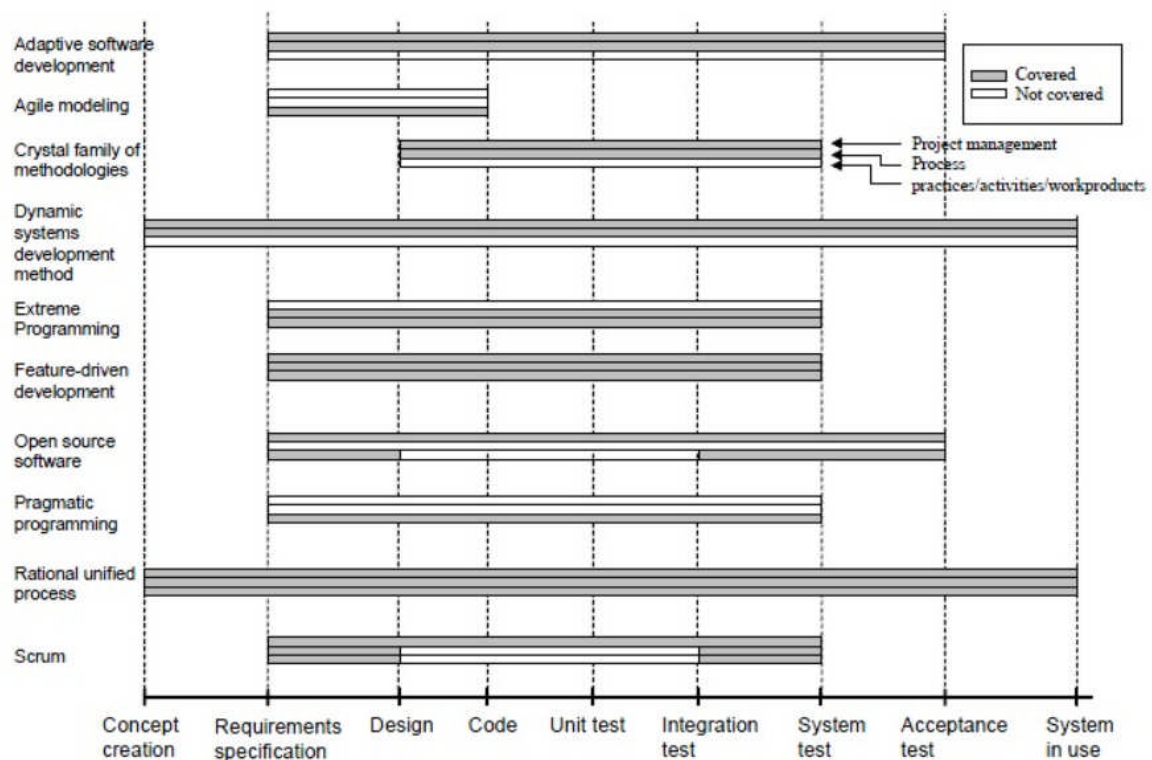 Adaptive software
development
Agile modeling
Crystal family of
methodologies
Dynamic
systems
development
method
Extreme
Programming
Feature-driven
development
Open source
software
Pragmatic
programming
Rational unified
process
Scrum
Covered
Not covered
Project management
Process
practices/activities/workproducts
Concept
creation
Requirements
specification
Design
Code
Unit test
Integration
test
System
test
Acceptance
test
System
in use